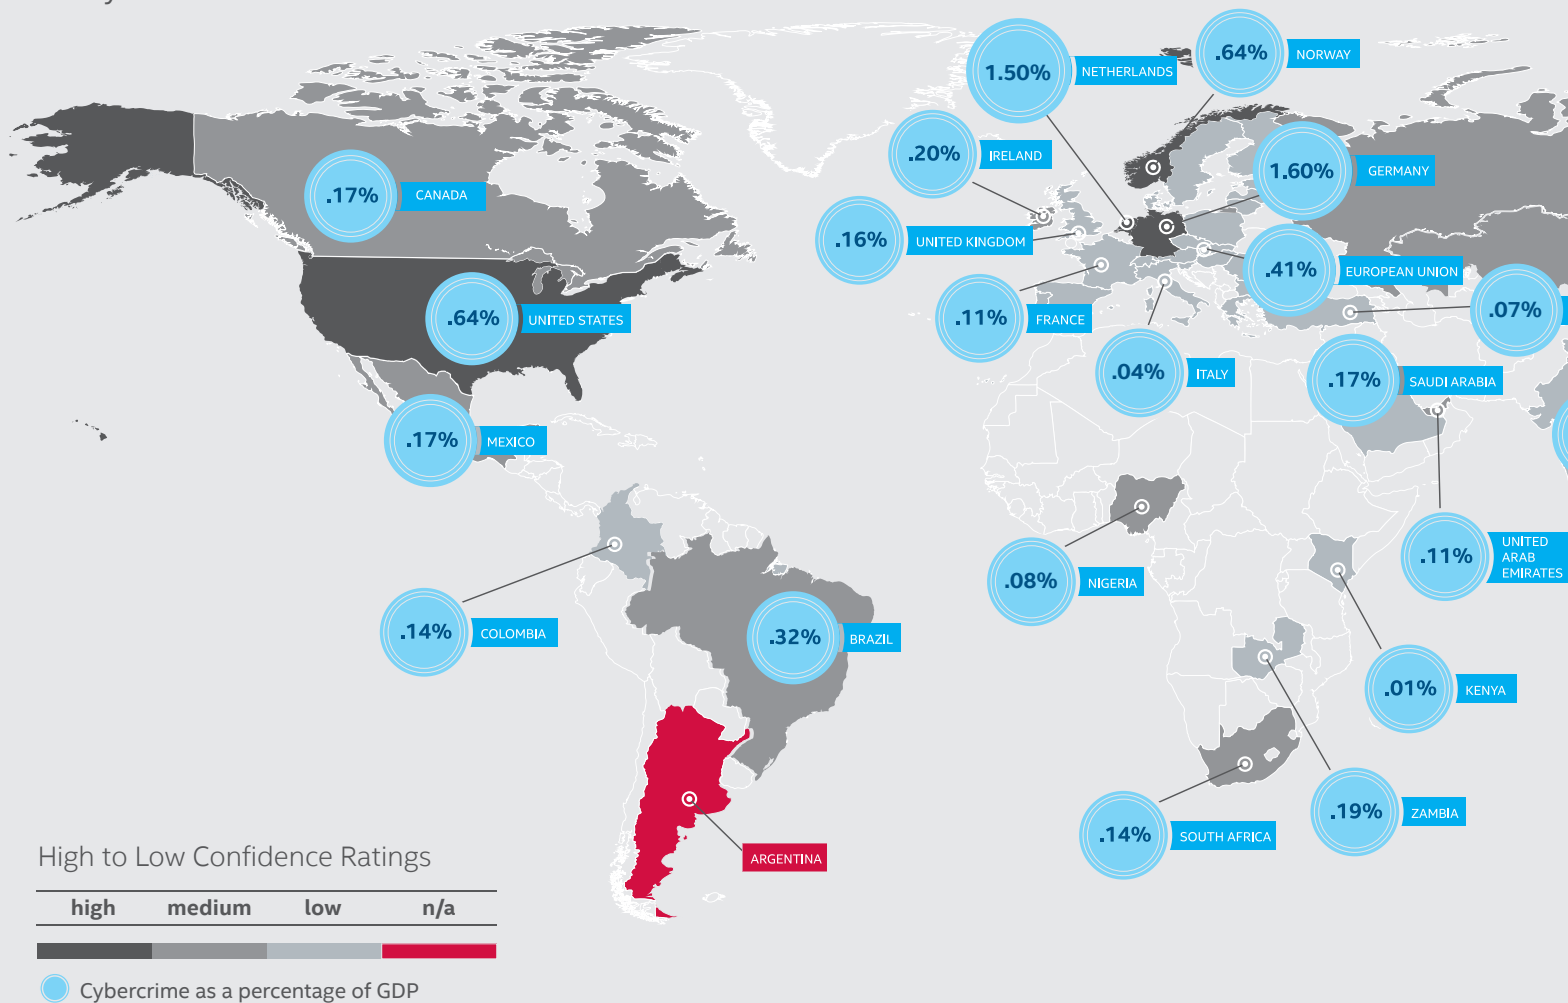 .64%
NORWAY
1.50%
NETHERLANDS
.20%
IRELAND
1.60%
GERMANY
.17%
CANADA
.16%
UNITED KINGDOM
.41%
EUROPEAN UNION
.64%
UNITED STATES
.11%
FRANCE
.07%
.04%
ITALY
.17%
SAUDI ARABIA
.17%
MEXICO
.08%
NIGERIA
.11%
UNITED
ARAB
EMIRATES
.14%
COLOMBIA
.32%
BRAZIL
.01%
KENYA
.14%
SOUTH AFRICA
.19%
ZAMBIA
ARGENTINA
High to Low Confidence Ratings
high medium low n/a
Cybercrime as a percentage of GDP